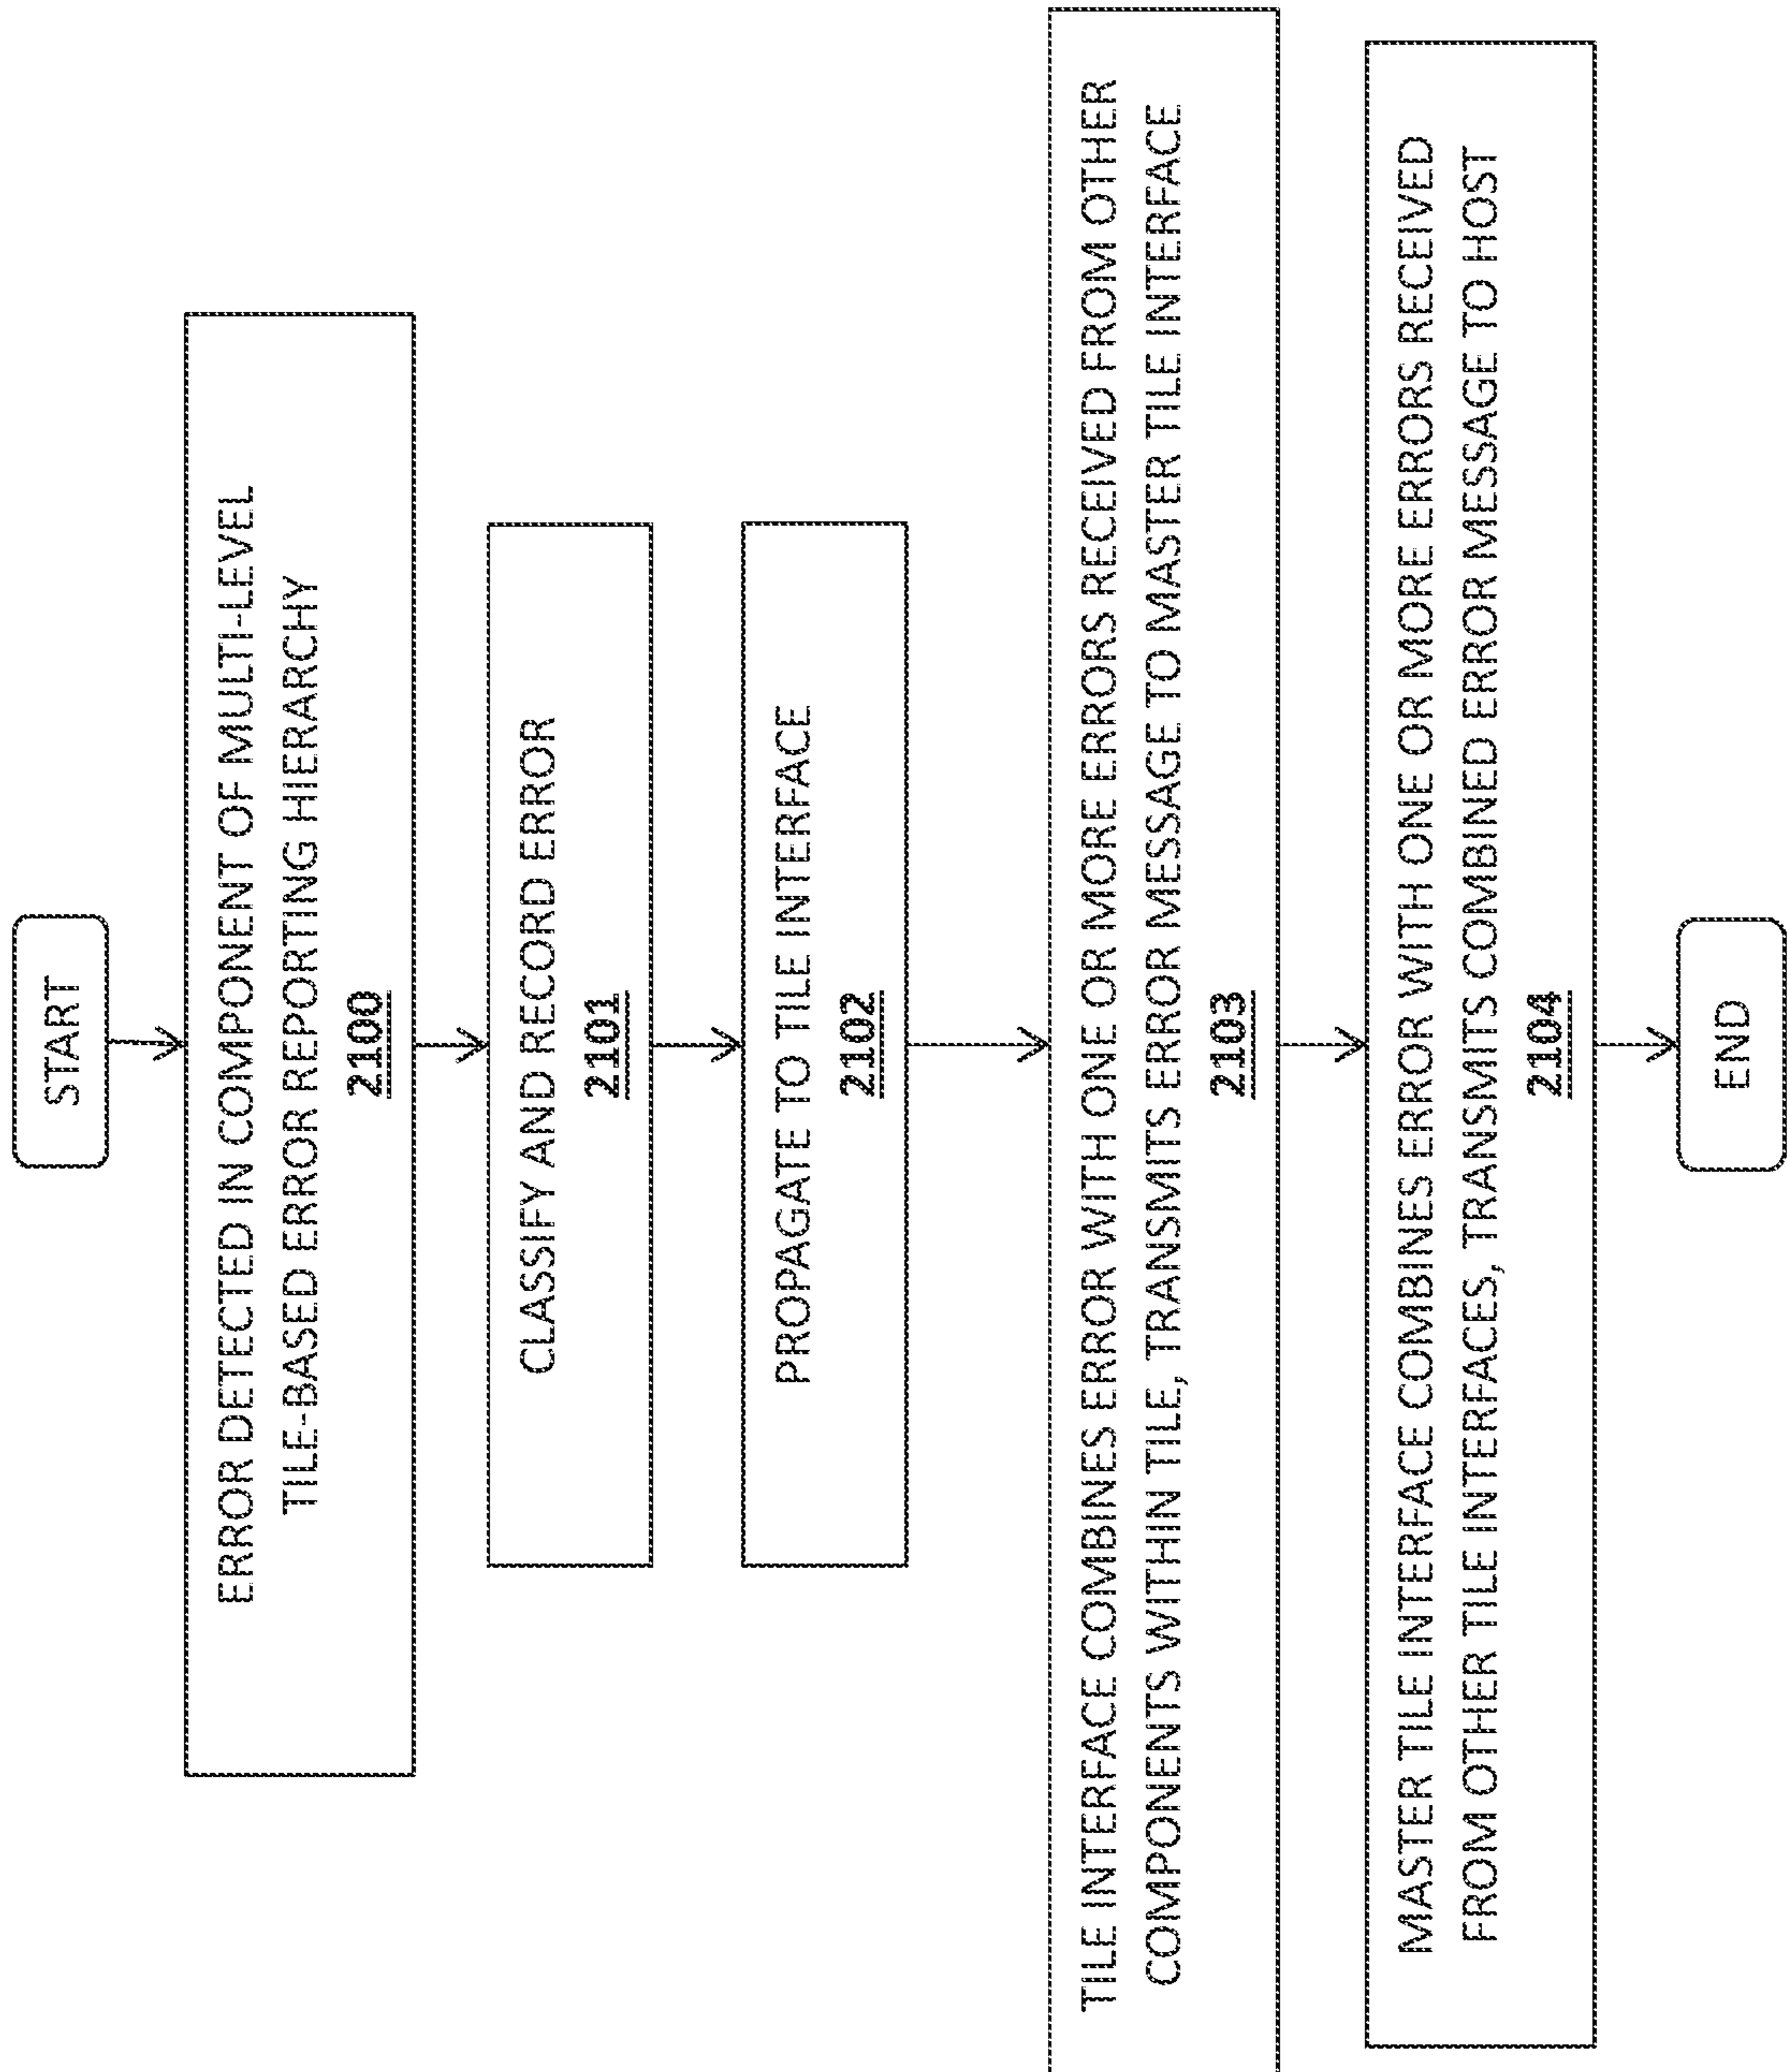 START
ERROR DETECTED IN COMPONENT OF MULTI-LEVEL
TILE-BASED ERROR REPORTING HIERARCHY
2100
CLASSIFY AND RECORD ERROR
2101
PROPAGATE TO TILE INTERFACE
2102
TILE INTERFACE COMBINES ERROR WITH ONE OR MORE ERRORS RECEIVED FROM OTHER
COMPONENTS WITHIN TILE, TRANSMITS ERROR MESSAGE TO MASTER TILE INTERFACE
2103
MASTER TILE INTERFACE COMBINES ERROR WITH ONE OR MORE ERRORS RECEIVED
FROM OTHER TILE INTERFACES, TRANSMITS COMBINED ERROR MESSAGE TO HOST
2104
END